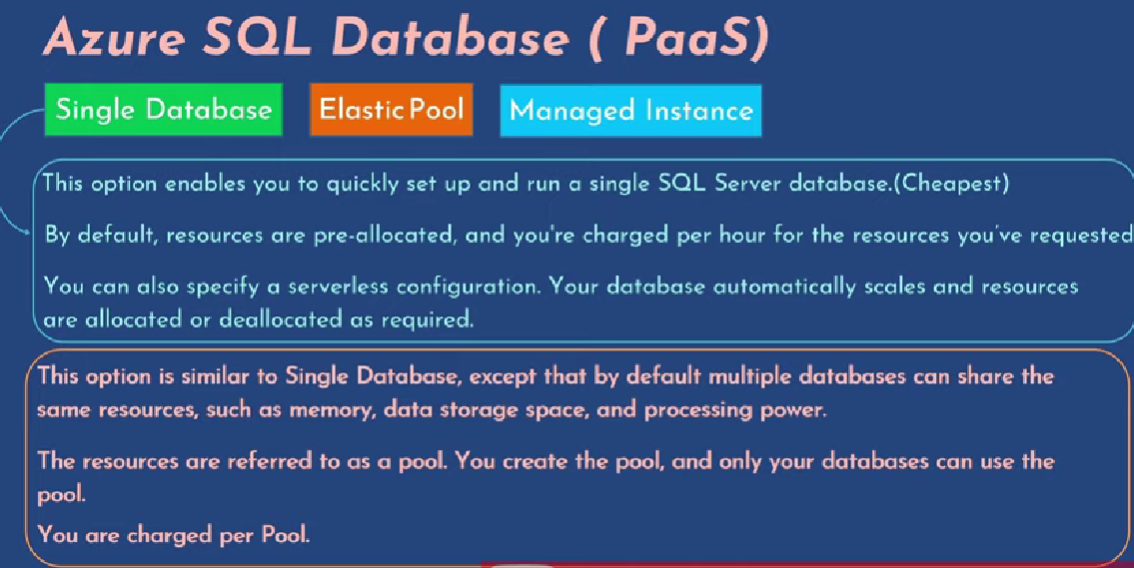 Azure SQL Database ( PaaS)
Single Database
Elastic Pool
Managed Instance
This option enables you to quickly set up and run a single SQL Server database.(Cheapest)
By default, resources are pre-allocated, and you're charged per hour for the resources you've requested
You can also specify a serverless configuration. Your database automatically scales and resources
are allocated or deallocated as required.
This option is similar to Single Database, except that by default multiple databases can share the
same resources, such as memory, data storage space, and processing power.
The resources are referred to as a pool. You create the pool, and only your databases can use the
pool.
You are charged per Pool.